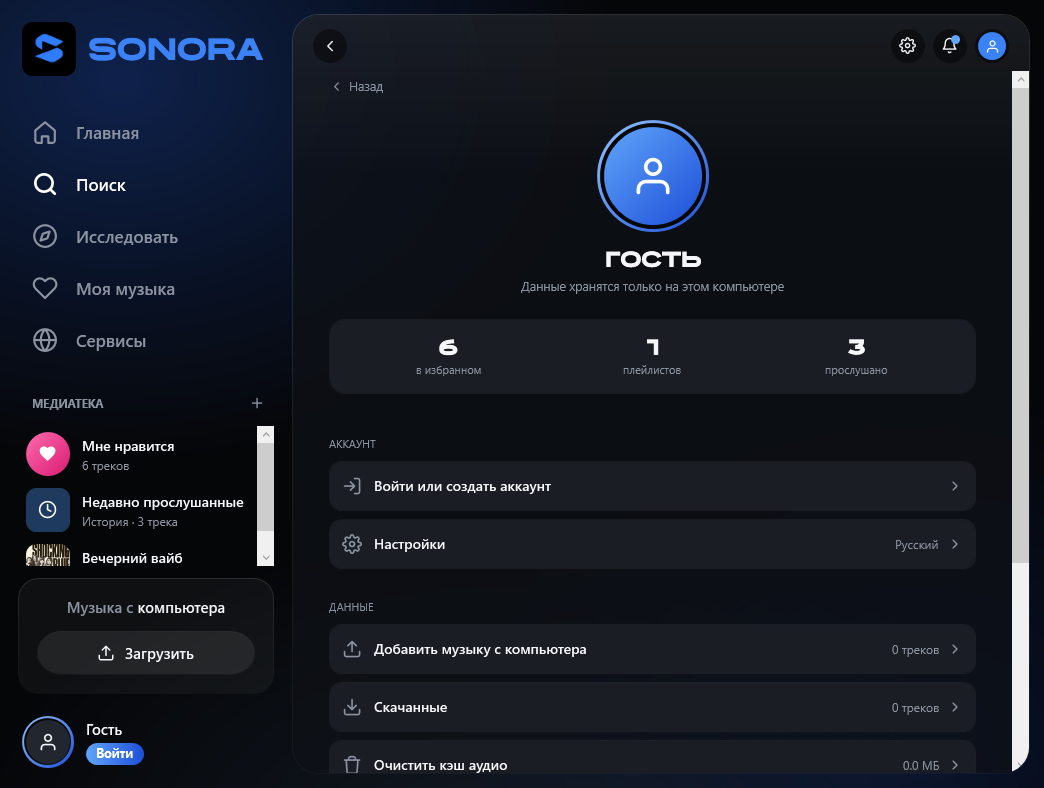 SONORA
Главная
Поиск
Исследовать
Моя музыка
Сервисы
МЕДИАТЕКА
Мне нравится
6 треков
Недавно прослушанные
История · 3 трека
Вечерний вайб
Музыка с компьютера
Загрузить
Гость
Войти
Назад
ГОСТЬ
Данные хранятся только на этом компьютере
6 1 3
в избранном плейлистов прослушано
АККАУНТ
Войти или создать аккаунт
Настройки Русский
ДАННЫЕ
Добавить музыку с компьютера 0 треков
Скачанные 0 треков
Очистить кэш аудио 0.0 МБ